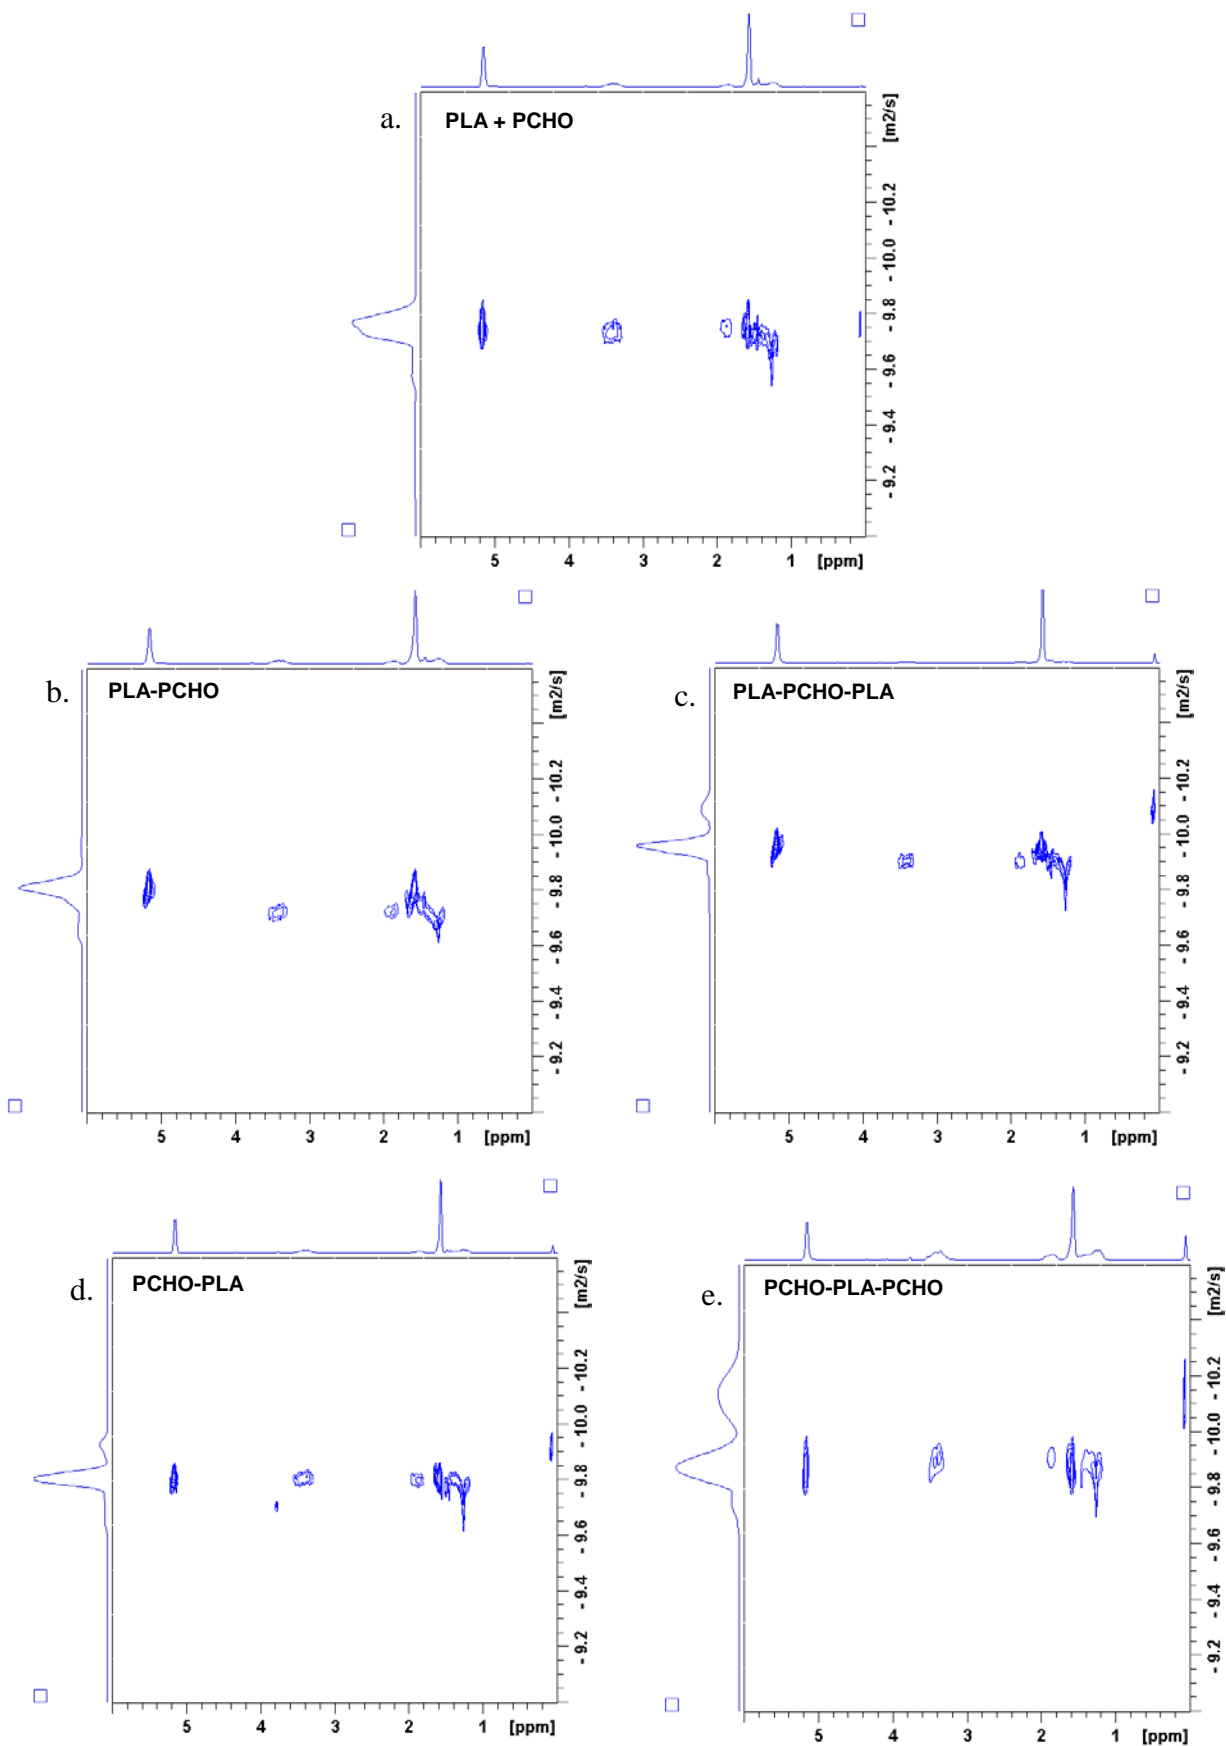 a. PLA + PCHO
[m2/s]
- 10.2
- 10.0
- 9.8
- 9.6
- 9.4
- 9.2
5 4 3 2 1 [ppm]
b. PLA-PCHO
[m2/s]
- 10.2
- 10.0
- 9.8
- 9.6
- 9.4
- 9.2
5 4 3 2 1 [ppm]
c. PLA-PCHO-PLA
[m2/s]
- 10.2
- 10.0
- 9.8
- 9.6
- 9.4
- 9.2
5 4 3 2 1 [ppm]
d. PCHO-PLA
[m2/s]
- 10.2
- 10.0
- 9.8
- 9.6
- 9.4
- 9.2
5 4 3 2 1 [ppm]
e. PCHO-PLA-PCHO
[m2/s]
- 10.2
- 10.0
- 9.8
- 9.6
- 9.4
- 9.2
5 4 3 2 1 [ppm]